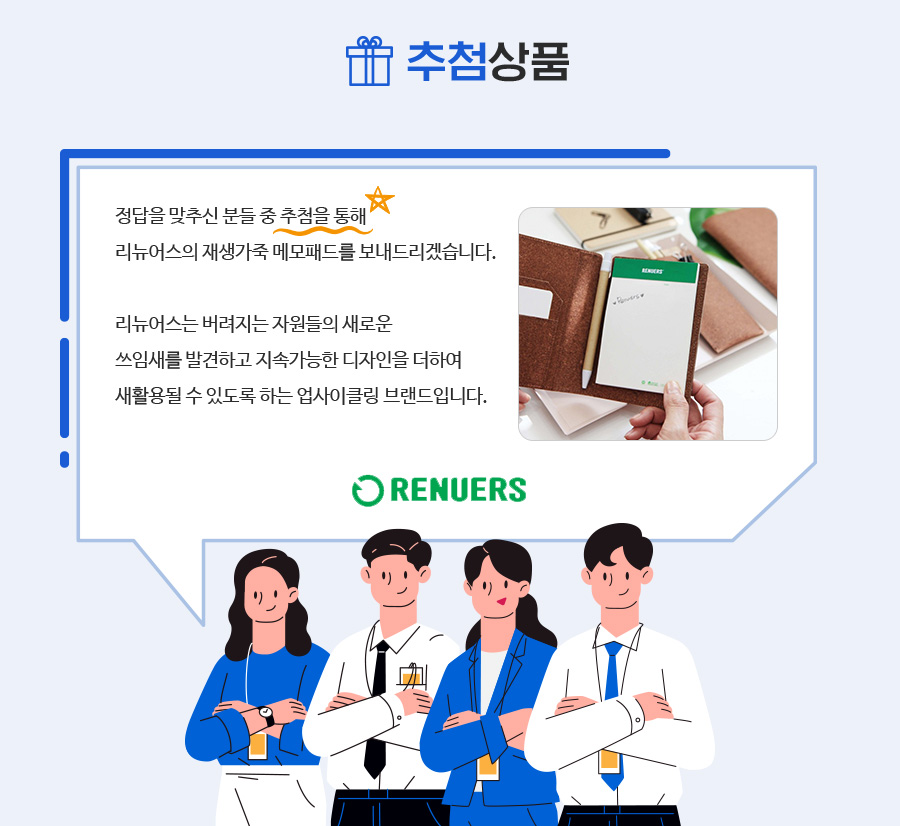 추첨상품
정답을 맞추신 분들 중 추첨을 통해
리뉴어스의 재생가죽 메모패드를 보내드리겠습니다.
리뉴어스는 버려지는 자원들의 새로운
쓰임새를 발견하고 지속가능한 디자인을 더하여
새활용될 수 있도록 하는 업사이클링 브랜드입니다.
RENUERS
Renuers
RENUERS